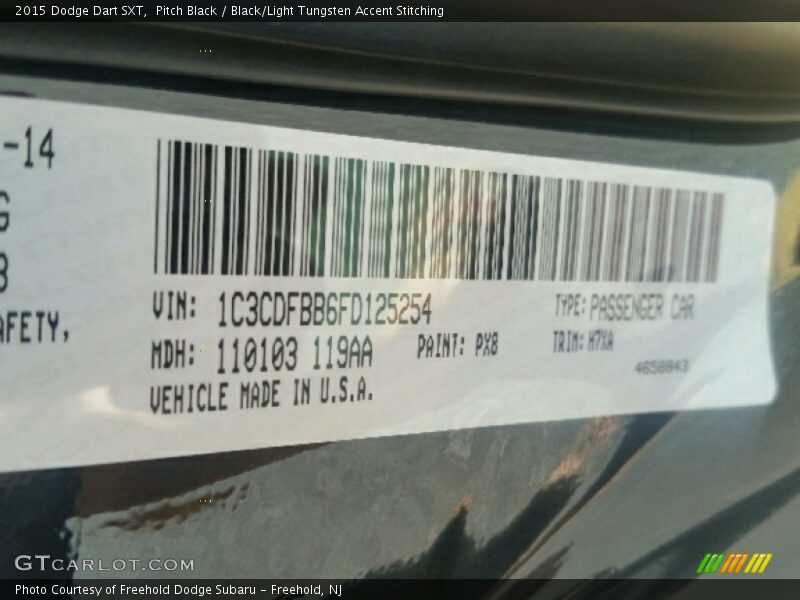 2015 Dodge Dart SXT, Pitch Black / Black/Light Tungsten Accent Stitching
-14
G
3
AFETY,
VIN: 1C3CDFBB6FD125254 TYPE: PASSENGER CAR
MDH: 110103 119AA PAINT: PX8 TRIM: H7XA
4658843
VEHICLE MADE IN U.S.A.
GTCARLOT.COM
Photo Courtesy of Freehold Dodge Subaru - Freehold, NJ